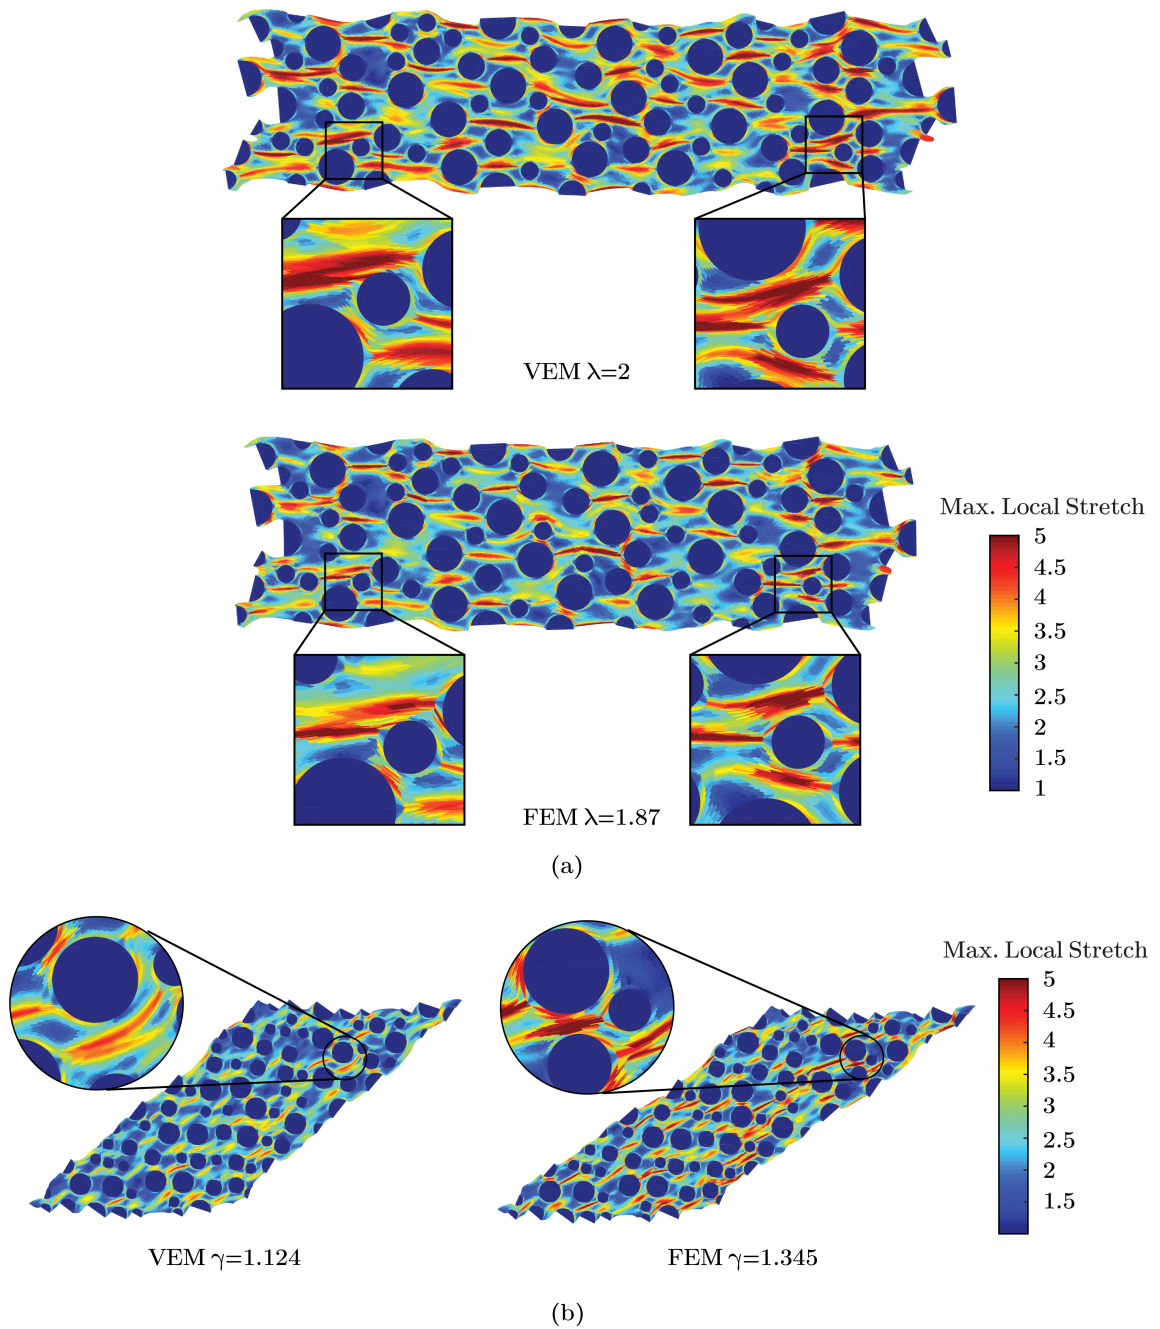 VEM λ=2
Max. Local Stretch
5
4.5
4
3.5
3
2.5
2
1.5
1
FEM λ=1.87
(a)
Max. Local Stretch
5
4.5
4
3.5
3
2.5
2
1.5
VEM γ=1.124
FEM γ=1.345
(b)